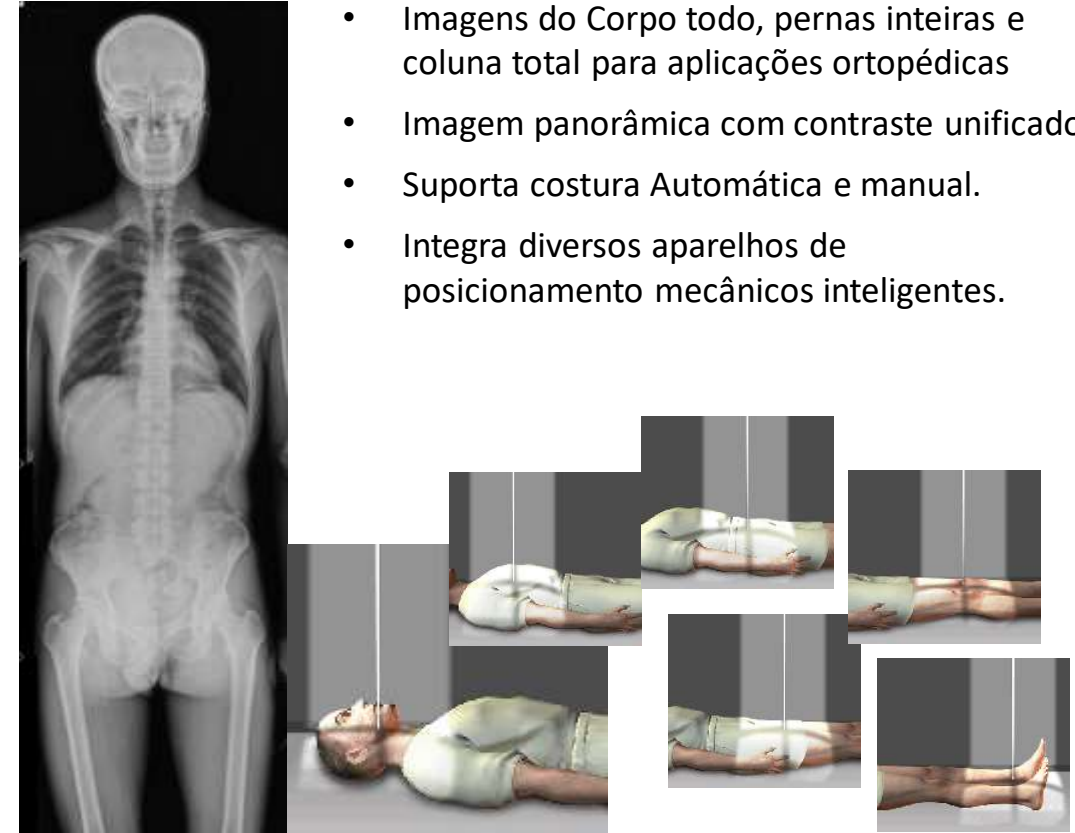 • Imagens do Corpo todo, pernas inteiras e
coluna total para aplicações ortopédicas
• Imagem panorâmica com contraste unificado
• Suporta costura Automática e manual.
• Integra diversos aparelhos de
posicionamento mecânicos inteligentes.